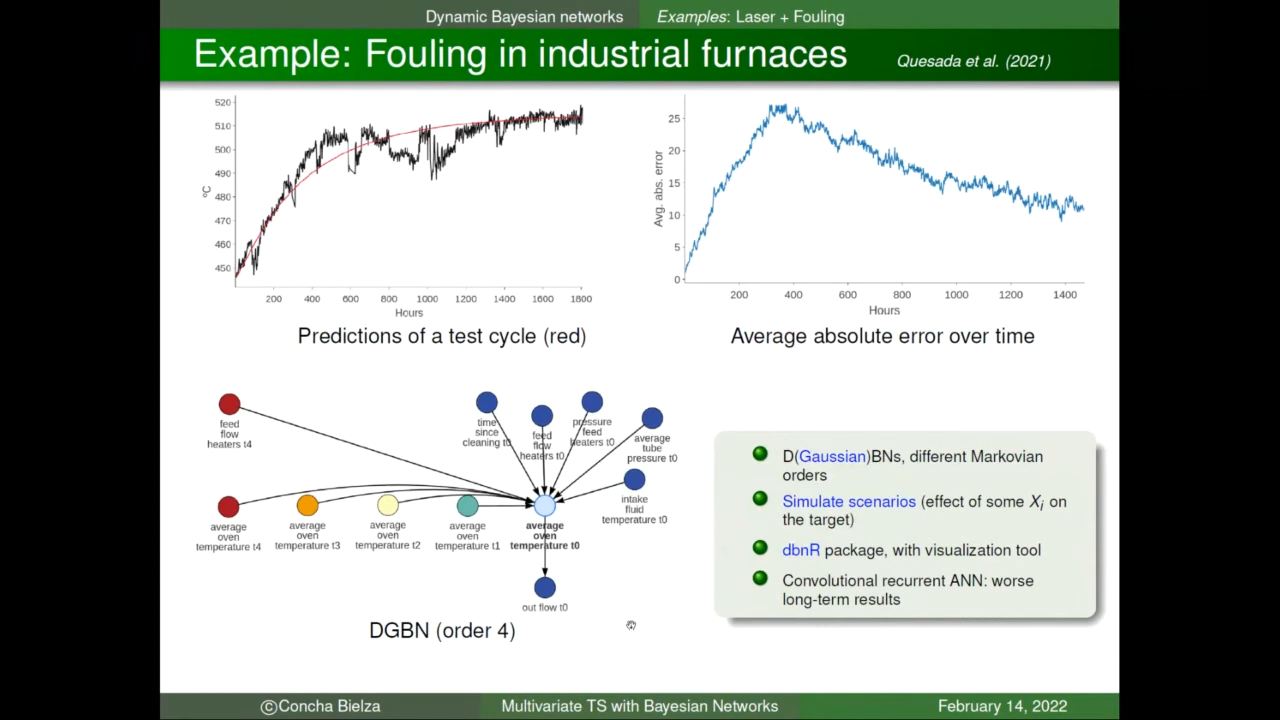 Dynamic Bayesian networks
Examples: Laser + Fouling
Example: Fouling in industrial furnaces
Quesada et al. (2021)
520
510
500
490
480
470
460
450
ºC
200 400 600 800 1000 1200 1400 1600 1800
Hours
Predictions of a test cycle (red)
25
20
15
10
5
0
Avg. abs. error
200 400 600 800 1000 1200 1400
Hours
Average absolute error over time
feed
flow
heaters t4
time
since
cleaning t0
feed
flow
heaters t0
pressure
feed
heaters t0
average
tube
pressure t0
intake
fluid
temperature t0
average
oven
temperature t4
average
oven
temperature t3
average
oven
temperature t2
average
oven
temperature t1
average
oven
temperature t0
out flow t0
DGBN (order 4)
D(Gaussian)BNs, different Markovian
orders
Simulate scenarios (effect of some Xi on
the target)
dbnR package, with visualization tool
Convolutional recurrent ANN: worse
long-term results
©Concha Bielza
Multivariate TS with Bayesian Networks
February 14, 2022